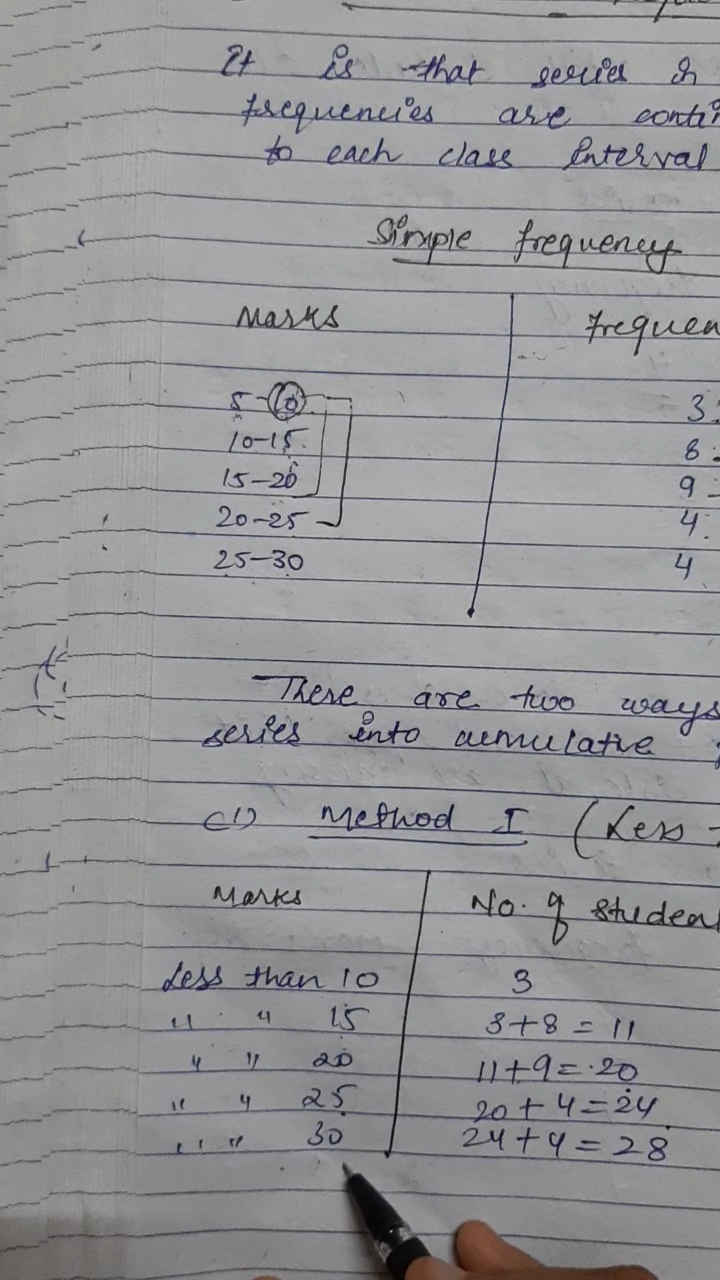 It is that series in
frequencies are conti
to each class interval
Simple frequency
Marks Frequen
5-10 3
10-15 8
15-20 9
20-25 4
25-30 4
There are two ways
series into cumulative
(1) Method I (Less
Marks No. of Student
Less than 10 3
" " 15 3+8=11
" " 20 11+9=20
" " 25 20+4=24
" " 30 24+4=28